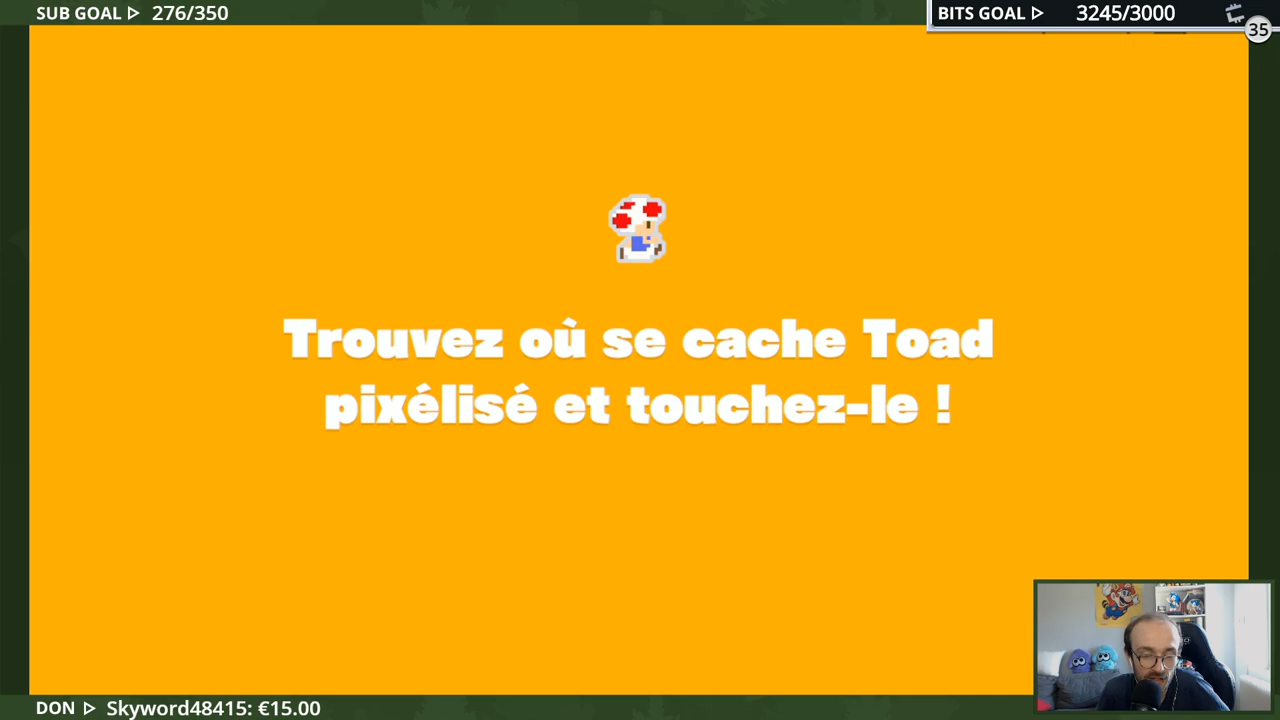 SUB GOAL ▷ 276/350
BITS GOAL ▷ 3245/3000
35
Trouvez où se cache Toad
pixélisé et touchez-le !
DON ▷ Skyword48415: €15.00